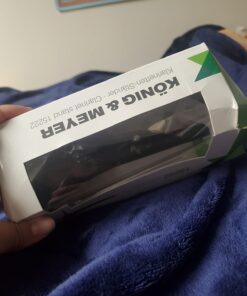 KÖNIG & MEYER
Klarinetten-Ständer · Clarinet stand 15222